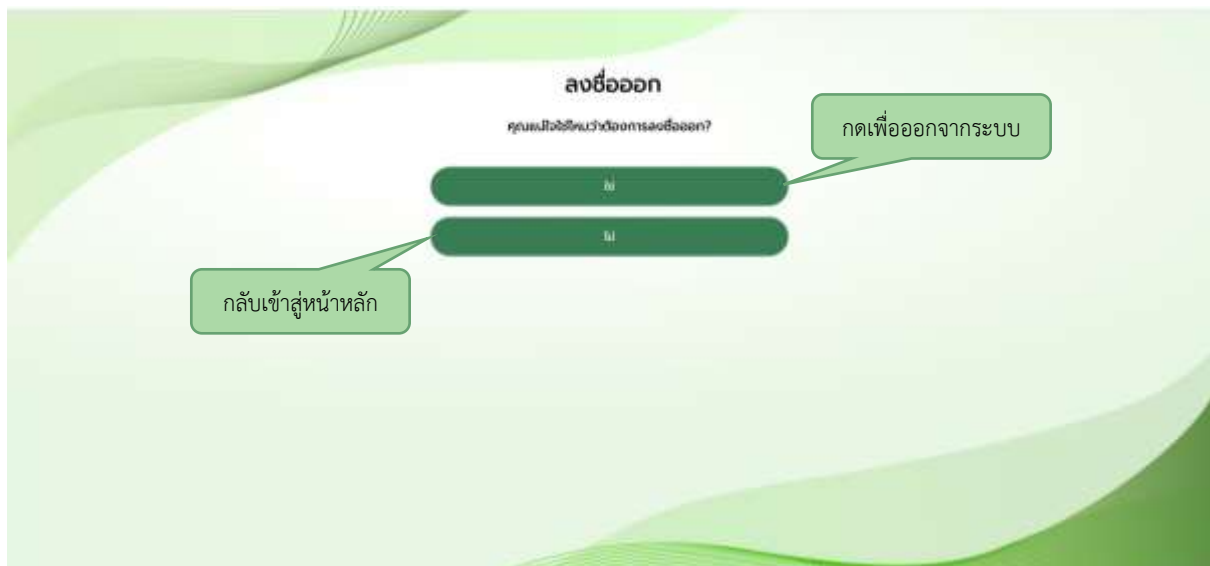 ลงชื่อออก
คุณแน่ใจใช่ไหมว่าต้องการลงชื่อออก?
กดเพื่อออกจากระบบ
ใช่
ไม่
กลับเข้าสู่หน้าหลัก